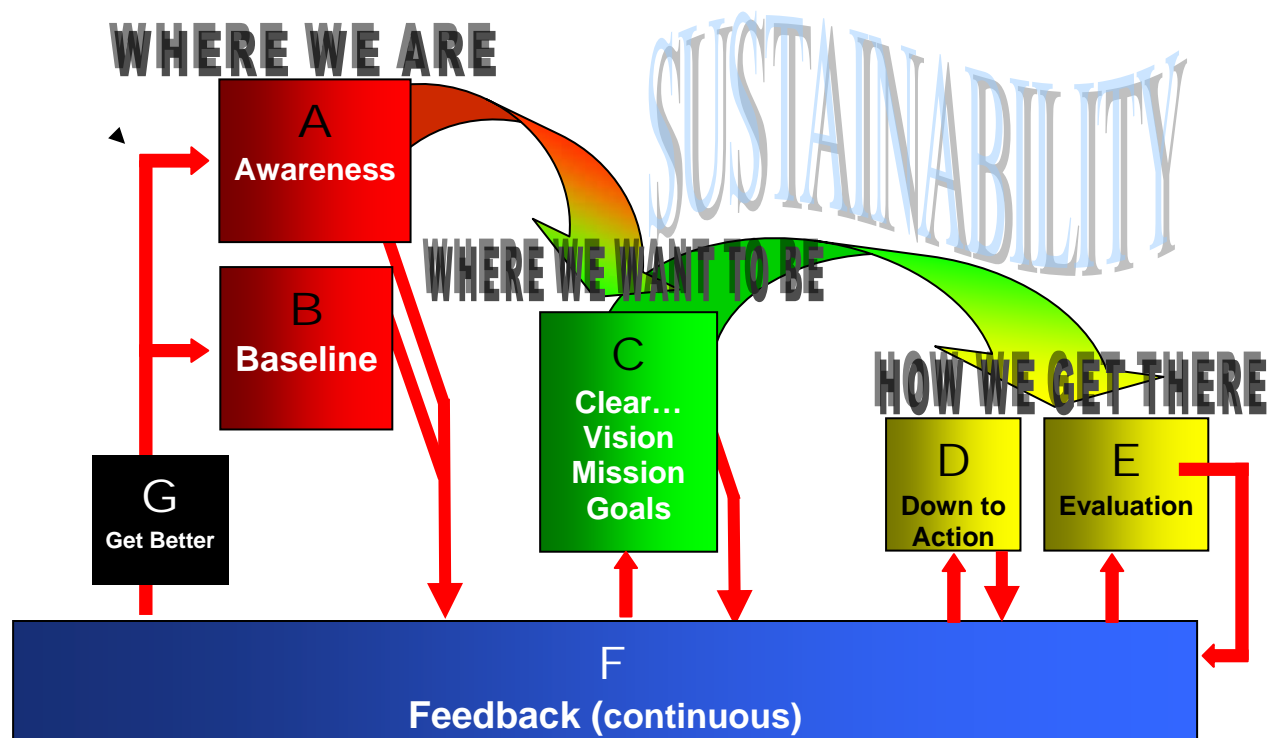 WHERE WE ARE
SUSTAINABILITY
A
Awareness
B
Baseline
WHERE WE WANT TO BE
C
Clear…
Vision
Mission
Goals
HOW WE GET THERE
D
Down to
Action
E
Evaluation
G
Get Better
F
Feedback (continuous)